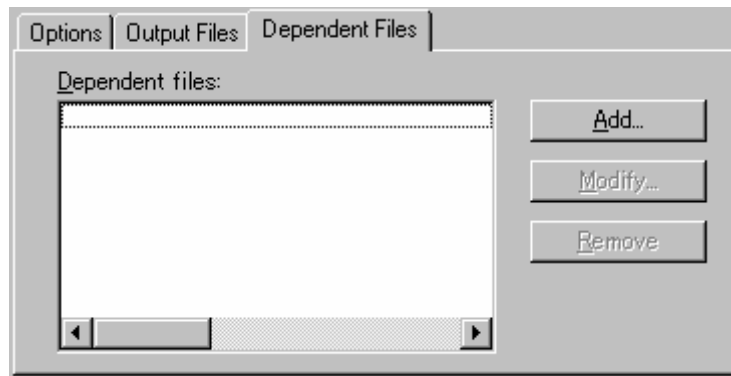 Options Output Files Dependent Files
Dependent files:
Add...
Modify...
Remove